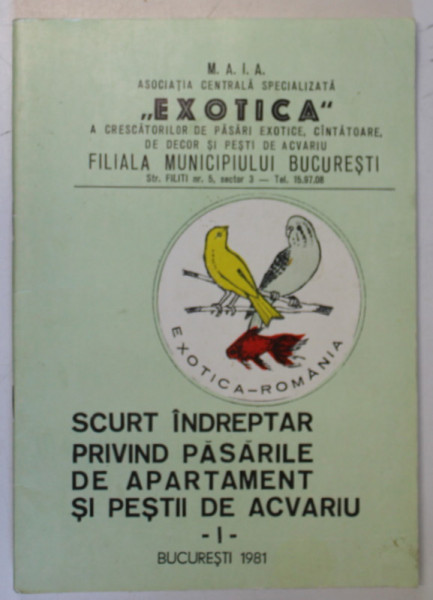 M. A. I. A.
ASOCIAȚIA CENTRALĂ SPECIALIZATĂ
„EXOTICA“
A CRESCĂTORILOR DE PĂSĂRI EXOTICE, CÎNTĂTOARE,
DE DECOR ȘI PEȘTI DE ACVARIU
FILIALA MUNICIPIULUI BUCUREȘTI
Str. FILITI nr. 5, sector 3 — Tel. 15.97.08
EXOTICA–ROMÂNIA
SCURT ÎNDREPTAR
PRIVIND PĂSĂRILE
DE APARTAMENT
ȘI PEȘTII DE ACVARIU
- I -
BUCUREȘTI 1981